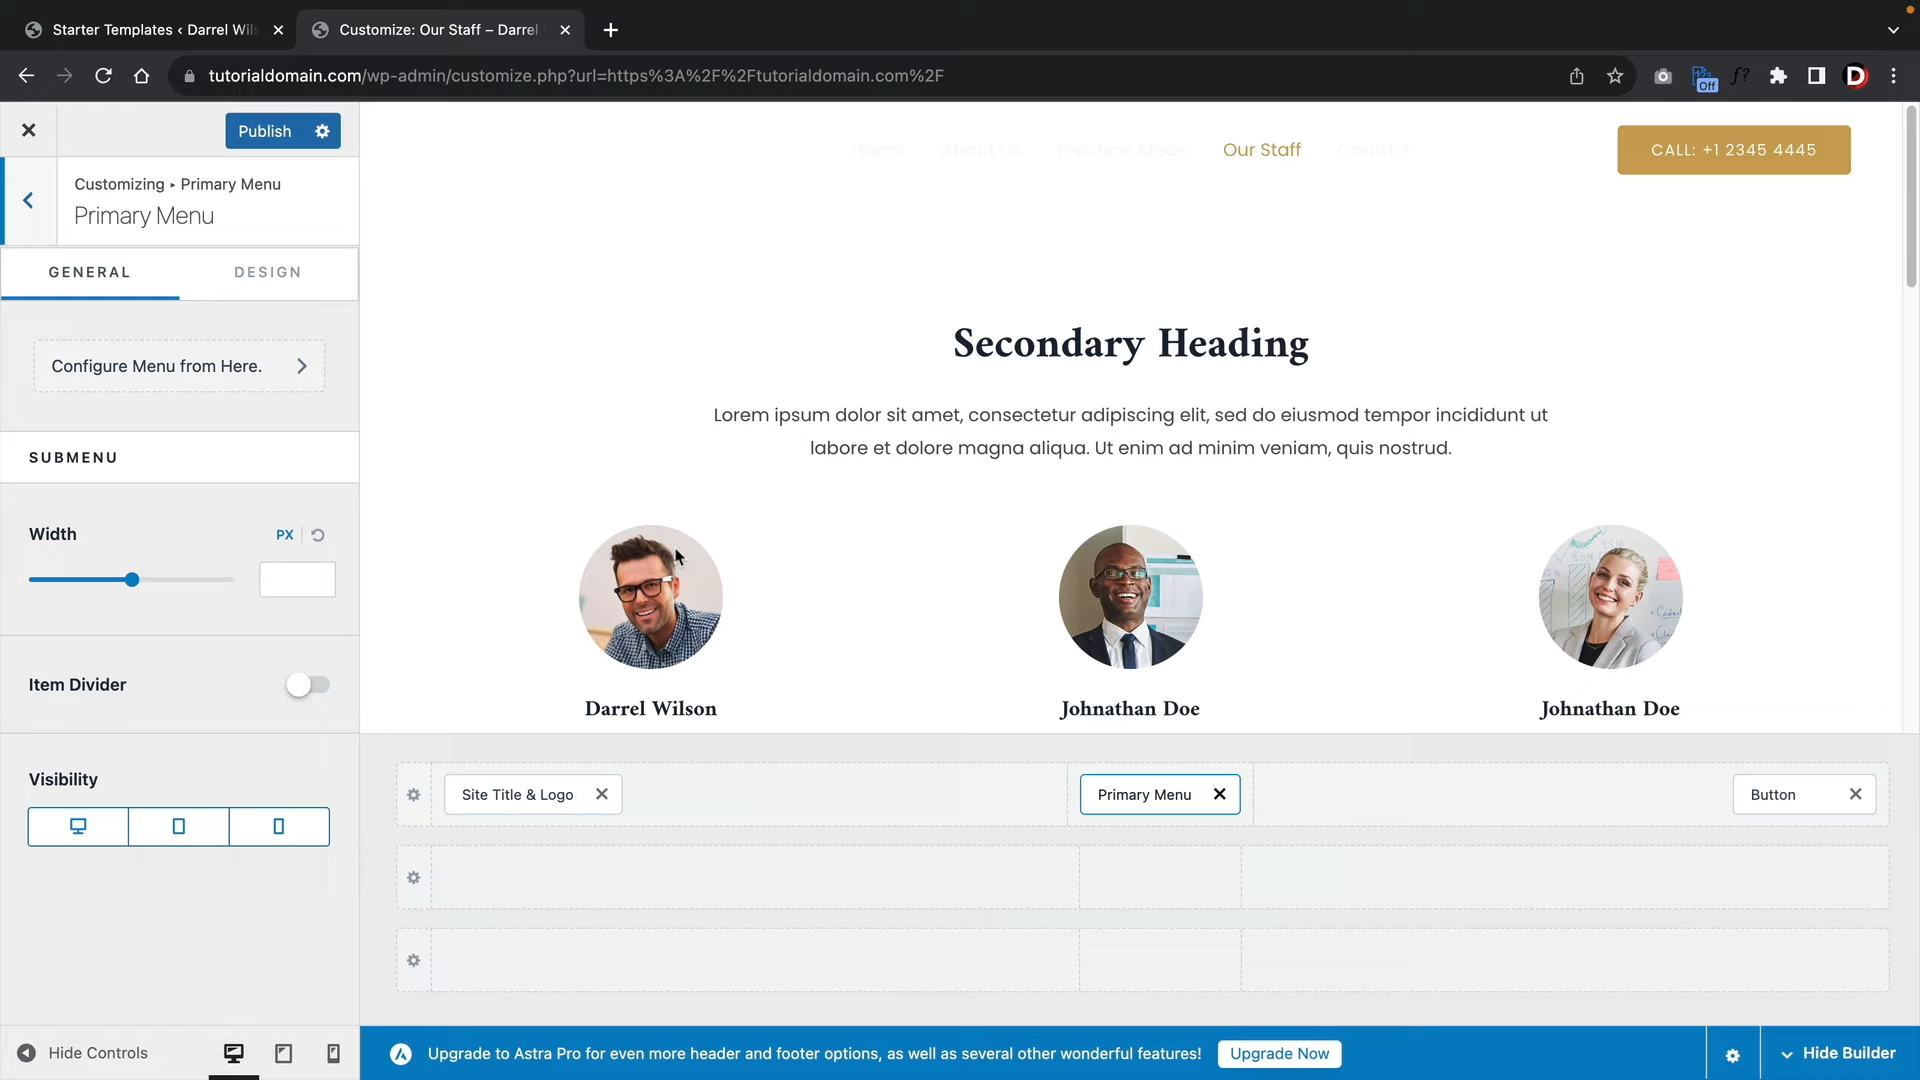 Starter Templates ‹ Darrel Wils
Customize: Our Staff – Darrel
tutorialdomain.com/wp-admin/customize.php?url=https%3A%2F%2Ftutorialdomain.com%2F
f?
Off
D
Publish
Customizing ▸ Primary Menu
Primary Menu
GENERAL
DESIGN
Configure Menu from Here.
SUBMENU
Width
PX
Item Divider
Visibility
Hide Controls
Home
About Us
Practice Areas
Our Staff
Contact
CALL: +1 2345 4445
Secondary Heading
Lorem ipsum dolor sit amet, consectetur adipiscing elit, sed do eiusmod tempor incididunt ut
labore et dolore magna aliqua. Ut enim ad minim veniam, quis nostrud.
Darrel Wilson
Johnathan Doe
Johnathan Doe
Site Title & Logo
Primary Menu
Button
Upgrade to Astra Pro for even more header and footer options, as well as several other wonderful features!
Upgrade Now
Hide Builder